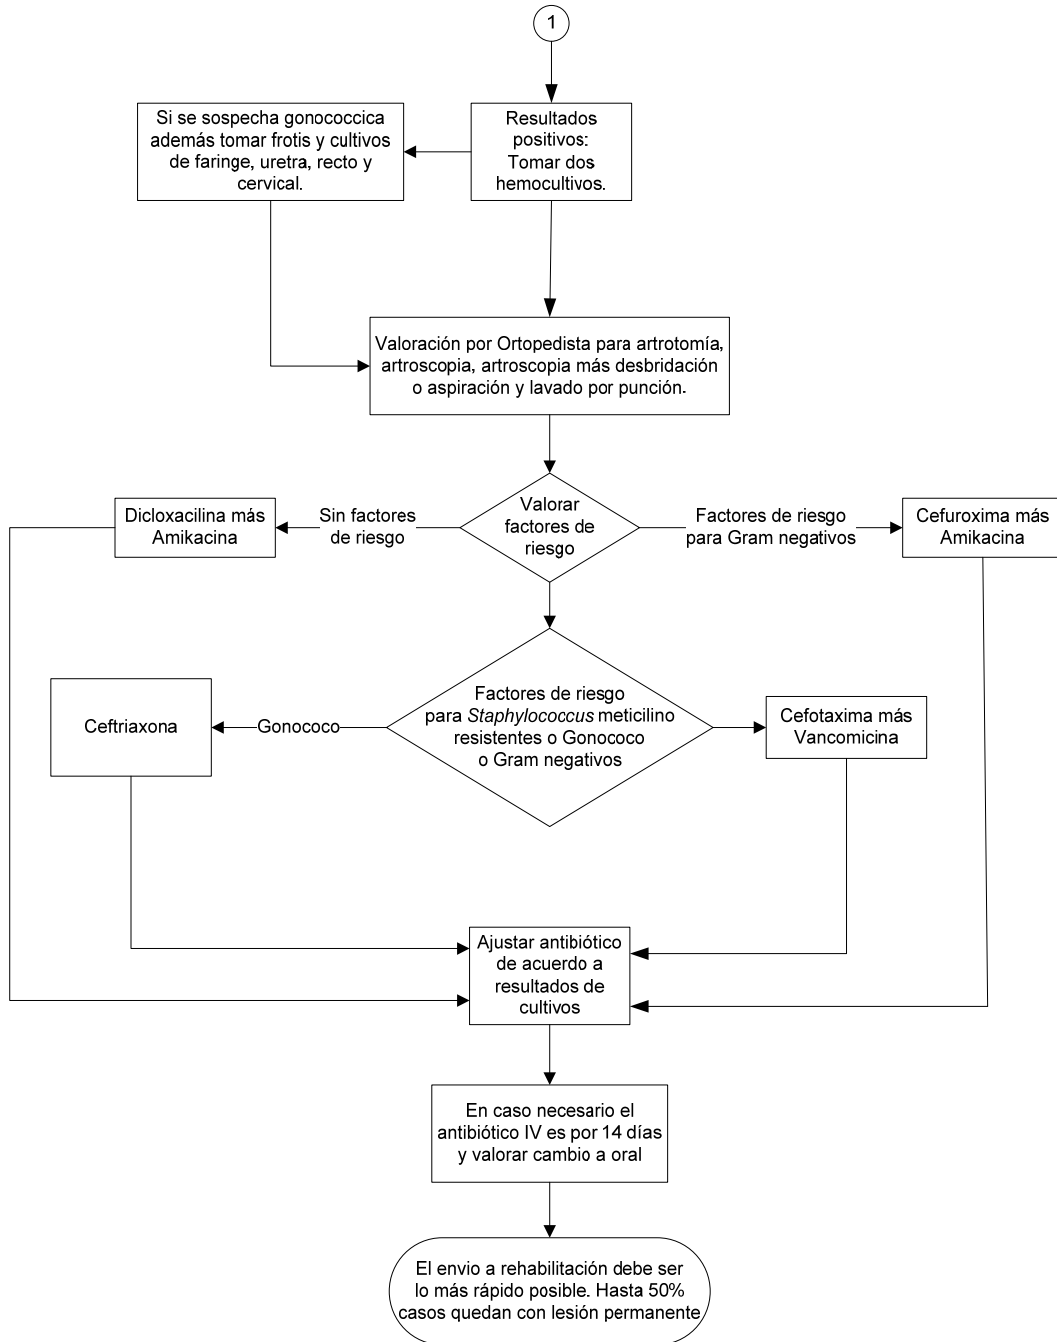 1
Si se sospecha gonococcica
además tomar frotis y cultivos
de faringe, uretra, recto y
cervical.
Resultados
positivos:
Tomar dos
hemocultivos.
Valoración por Ortopedista para artrotomía,
artroscopia, artroscopia más desbridación
o aspiración y lavado por punción.
Dicloxacilina más
Amikacina
Sin factores
de riesgo
Valorar
factores de
riesgo
Factores de riesgo
para Gram negativos
Cefuroxima más
Amikacina
Ceftriaxona
Gonococo
Factores de riesgo
para Staphylococcus meticilino
resistentes o Gonococo
o Gram negativos
Cefotaxima más
Vancomicina
Ajustar antibiótico
de acuerdo a
resultados de
cultivos
En caso necesario el
antibiótico IV es por 14 días
y valorar cambio a oral
El envio a rehabilitación debe ser
lo más rápido posible. Hasta 50%
casos quedan con lesión permanente